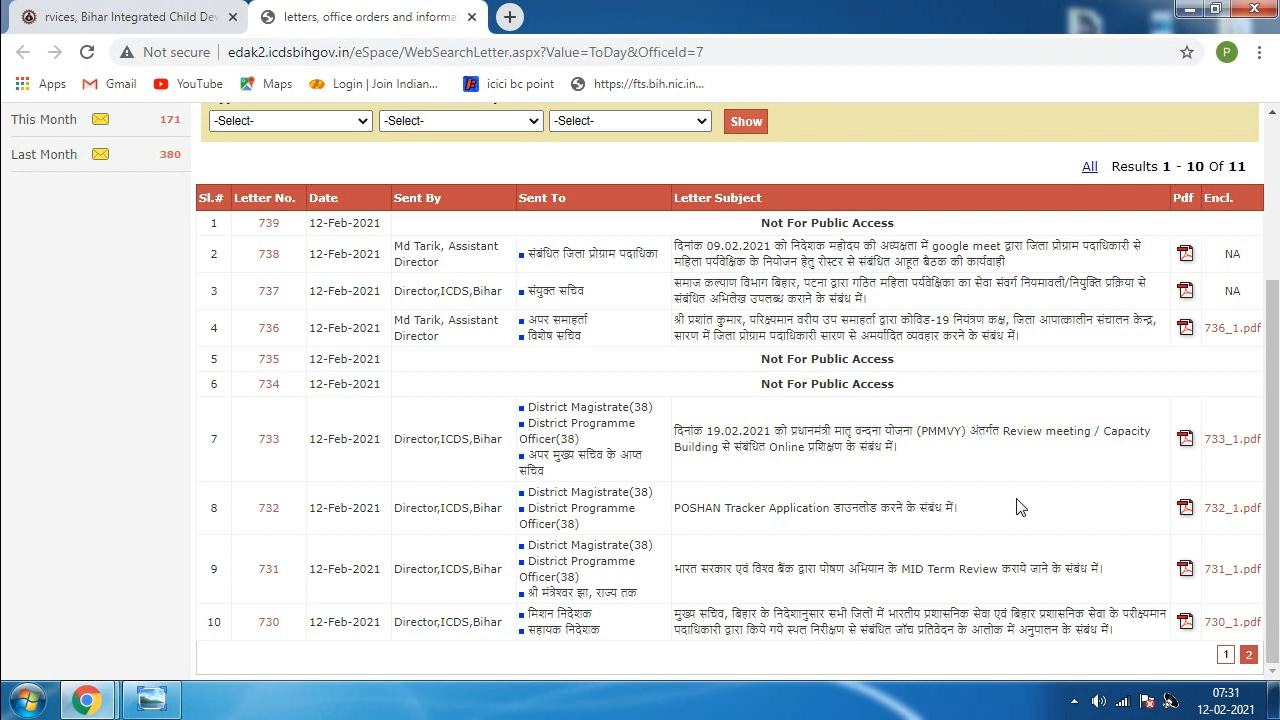 rvices, Bihar Integrated Child Dev
letters, office orders and informa
Not secure
edak2.icdsbihgov.in/eSpace/WebSearchLetter.aspx?Value=ToDay&OfficeId=7
P
Apps
Gmail
YouTube
Maps
Login | Join Indian...
icici bc point
https://fts.bih.nic.in...
This Month 171
Last Month 380
-Select- -Select- -Select- Show
All Results 1 - 10 Of 11
Sl.# Letter No. Date Sent By Sent To Letter Subject Pdf Encl.
1 739 12-Feb-2021 Not For Public Access
2 738 12-Feb-2021
Md Tarik, Assistant
Director
संबंधित जिला प्रोग्राम पदाधिका
दिनांक 09.02.2021 को निदेशक महोदय की अध्यक्षता में google meet द्वारा जिला प्रोग्राम पदाधिकारी से
महिला पर्यवेक्षिक के नियोजन हेतु रोस्टर से संबंधित आहूत बैठक की कार्यवाही
NA
3 737 12-Feb-2021 Director,ICDS,Bihar
संयुक्त सचिव
समाज कल्याण विभाग बिहार, पटना द्वारा गठित महिला पर्यवेक्षिका का सेवा संवर्ग नियमावली/नियुक्ति प्रक्रिया से
संबंधित अभिलेख उपलब्ध कराने के संबंध में।
NA
4 736 12-Feb-2021
Md Tarik, Assistant
Director
अपर समाहर्ता
विशेष सचिव
श्री प्रशांत कुमार, परिक्ष्यमान वरीय उप समाहर्ता द्वारा कोविड-19 नियंत्रण कक्ष, जिला आपात्कालीन संचालन केन्द्र,
सारण में जिला प्रोग्राम पदाधिकारी सारण से अमर्यादित व्यवहार करने के संबंध में।
736_1.pdf
5 735 12-Feb-2021 Not For Public Access
6 734 12-Feb-2021 Not For Public Access
7 733 12-Feb-2021 Director,ICDS,Bihar
District Magistrate(38)
District Programme
Officer(38)
अपर मुख्य सचिव के आप्त
सचिव
दिनांक 19.02.2021 को प्रधानमंत्री मातृ वन्दना योजना (PMMVY) अंतर्गत Review meeting / Capacity
Building से संबंधित Online प्रशिक्षण के संबंध में।
733_1.pdf
8 732 12-Feb-2021 Director,ICDS,Bihar
District Magistrate(38)
District Programme
Officer(38)
POSHAN Tracker Application डाउनलोड करने के संबंध में।
732_1.pdf
9 731 12-Feb-2021 Director,ICDS,Bihar
District Magistrate(38)
District Programme
Officer(38)
श्री मंत्रेश्वर झा, राज्य तक
भारत सरकार एवं विश्व बैंक द्वारा पोषण अभियान के MID Term Review कराये जाने के संबंध में।
731_1.pdf
10 730 12-Feb-2021 Director,ICDS,Bihar
मिशन निदेशक
सहायक निदेशक
मुख्य सचिव, बिहार के निदेशानुसार सभी जिलों में भारतीय प्रशासनिक सेवा एवं बिहार प्रशासनिक सेवा के परीक्ष्यमान
पदाधिकारी द्वारा किये गये स्थल निरीक्षण से संबंधित जॉच प्रतिवेदन के आलोक में अनुपालन के संबंध में।
730_1.pdf
1 2
07:31
12-02-2021